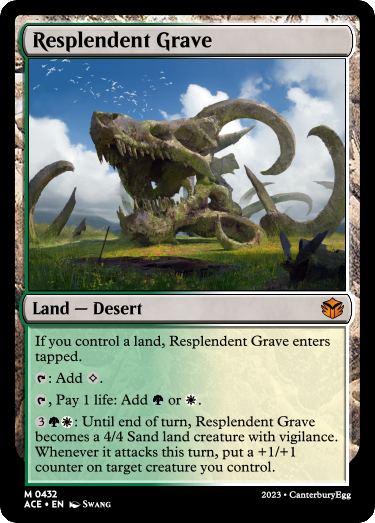 Resplendent Grave
Land — Desert
If you control a land, Resplendent Grave enters
tapped.
: Add .
, Pay 1 life: Add or .
3 : Until end of turn, Resplendent Grave
becomes a 4/4 Sand land creature with vigilance.
Whenever it attacks this turn, put a +1/+1
counter on target creature you control.
M 0432
ACE • EN Swang
2023 • CanterburyEgg